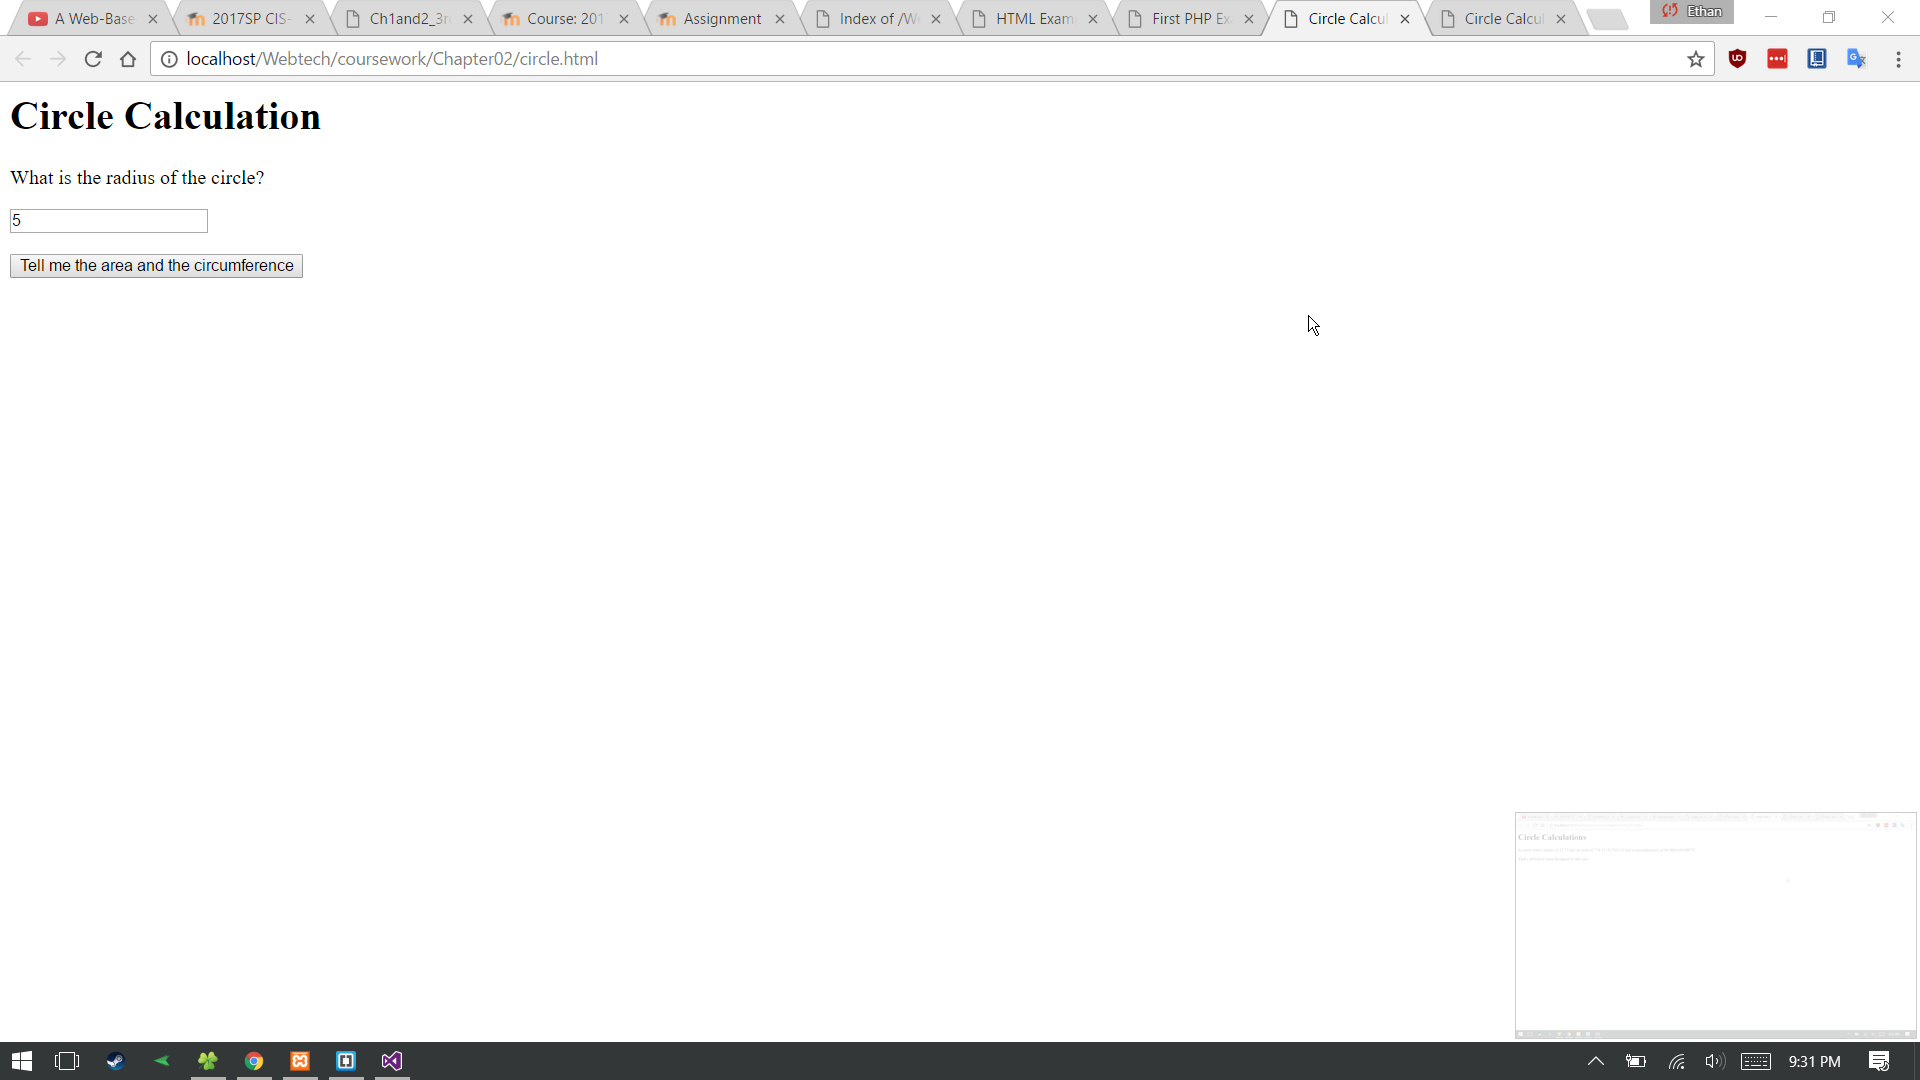 A Web-Base
2017SP CIS-
Ch1and2_3r
Course: 201
Assignment
Index of /We
HTML Exam
First PHP Ex
Circle Calcul
Circle Calcul
Ethan
localhost/Webtech/coursework/Chapter02/circle.html
Circle Calculation
What is the radius of the circle?
5
Tell me the area and the circumference
Circle Calculations
9:31 PM